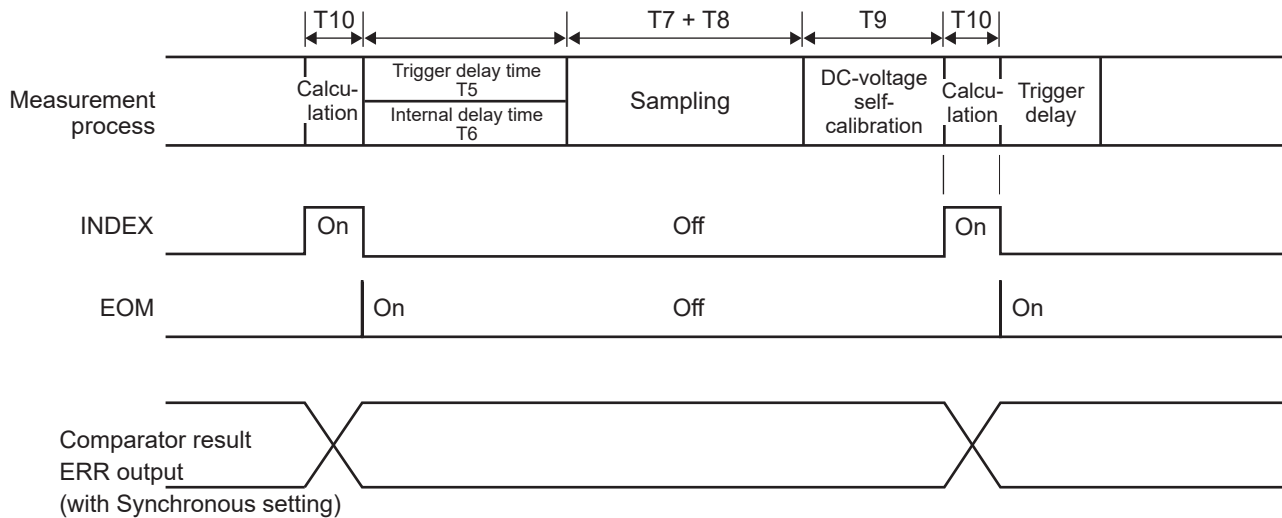 T10
T7 + T8
T9
T10
Measurement
process
Calcu-
lation
Trigger delay time
T5
Internal delay time
T6
Sampling
DC-voltage
self-
calibration
Calcu-
lation
Trigger
delay
INDEX
On
Off
On
EOM
On
Off
On
Comparator result
ERR output
(with Synchronous setting)